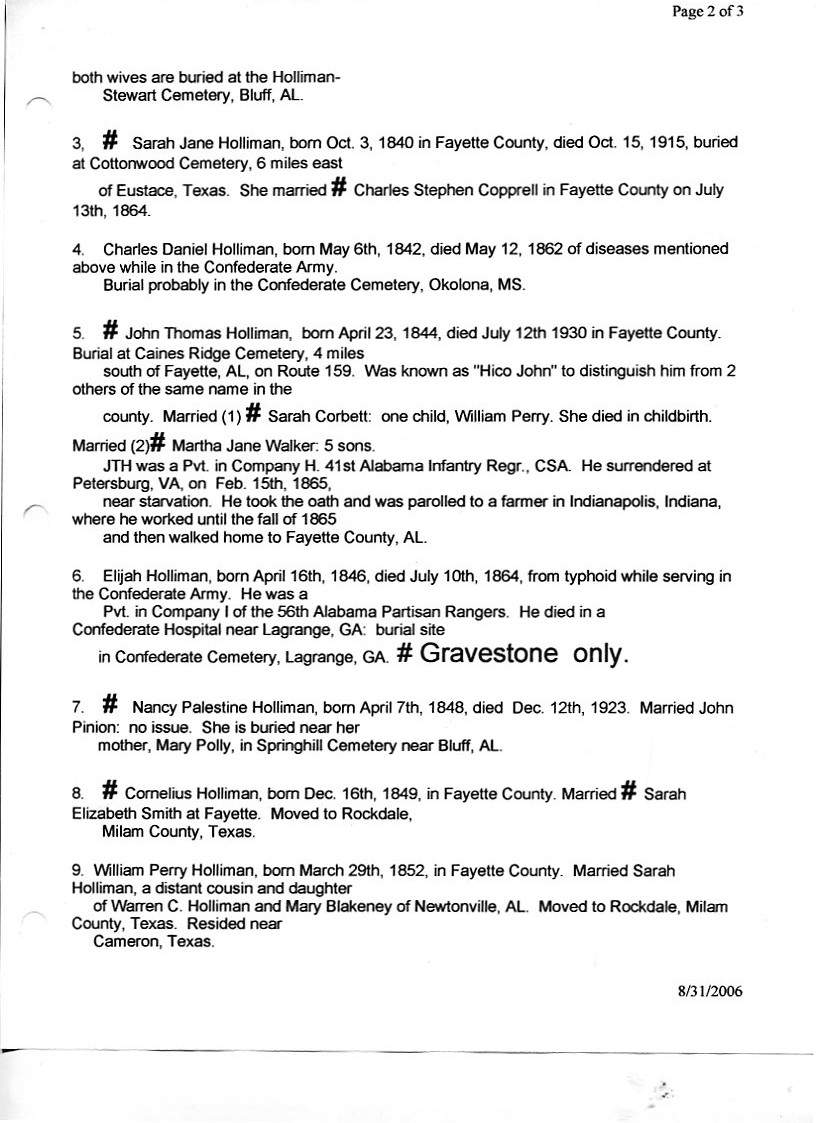 Page 2 of 3
both wives are buried at the Holliman-
Stewart Cemetery, Bluff, AL.
3, # Sarah Jane Holliman, born Oct. 3, 1840 in Fayette County, died Oct. 15, 1915, buried
at Cottonwood Cemetery, 6 miles east
of Eustace, Texas. She married # Charles Stephen Copprell in Fayette County on July
13th, 1864.
4. Charles Daniel Holliman, born May 6th, 1842, died May 12, 1862 of diseases mentioned
above while in the Confederate Army.
Burial probably in the Confederate Cemetery, Okolona, MS.
5. # John Thomas Holliman, born April 23, 1844, died July 12th 1930 in Fayette County.
Burial at Caines Ridge Cemetery, 4 miles
south of Fayette, AL, on Route 159. Was known as "Hico John" to distinguish him from 2
others of the same name in the
county. Married (1) # Sarah Corbett: one child, William Perry. She died in childbirth.
Married (2)# Martha Jane Walker: 5 sons.
JTH was a Pvt. in Company H. 41st Alabama Infantry Regr., CSA. He surrendered at
Petersburg, VA, on Feb. 15th, 1865,
near starvation. He took the oath and was parolled to a farmer in Indianapolis, Indiana,
where he worked until the fall of 1865
and then walked home to Fayette County, AL.
6. Elijah Holliman, born April 16th, 1846, died July 10th, 1864, from typhoid while serving in
the Confederate Army. He was a
Pvt. in Company I of the 56th Alabama Partisan Rangers. He died in a
Confederate Hospital near Lagrange, GA: burial site
in Confederate Cemetery, Lagrange, GA. # Gravestone only.
7. # Nancy Palestine Holliman, born April 7th, 1848, died Dec. 12th, 1923. Married John
Pinion: no issue. She is buried near her
mother, Mary Polly, in Springhill Cemetery near Bluff, AL.
8. # Cornelius Holliman, born Dec. 16th, 1849, in Fayette County. Married # Sarah
Elizabeth Smith at Fayette. Moved to Rockdale,
Milam County, Texas.
9. William Perry Holliman, born March 29th, 1852, in Fayette County. Married Sarah
Holliman, a distant cousin and daughter
of Warren C. Holliman and Mary Blakeney of Newtonville, AL. Moved to Rockdale, Milam
County, Texas. Resided near
Cameron, Texas.
8/31/2006